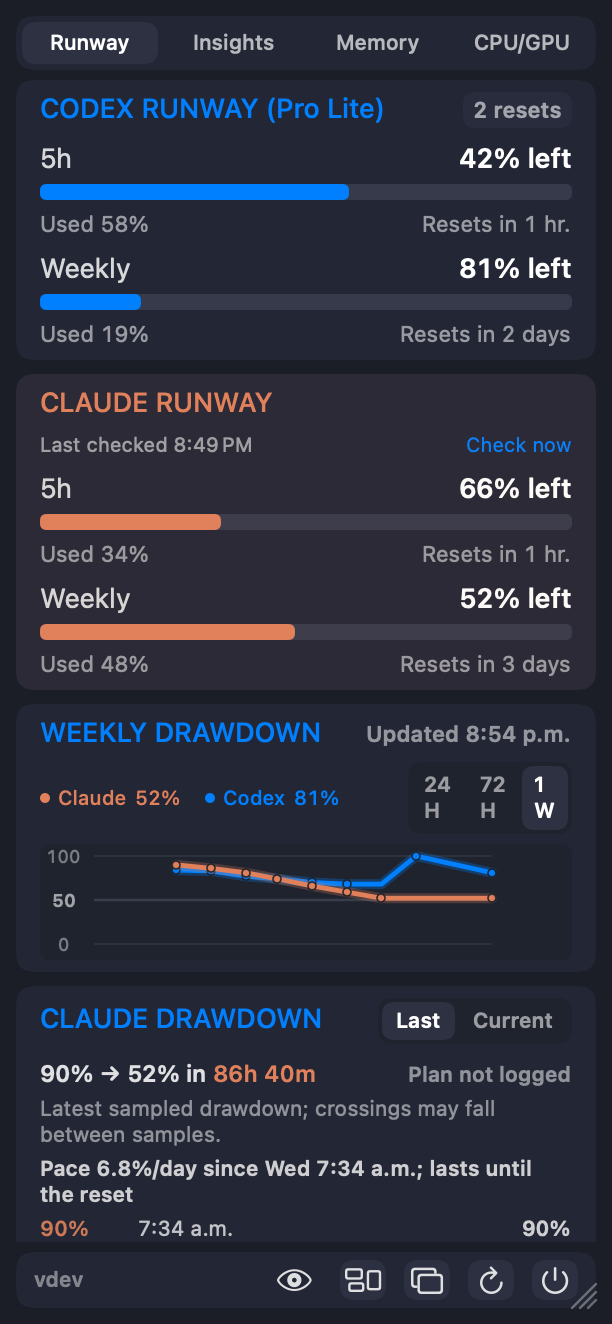 Runway Insights Memory CPU/GPU
CODEX RUNWAY (Pro Lite) 2 resets
5h 42% left
Used 58% Resets in 1 hr.
Weekly 81% left
Used 19% Resets in 2 days
CLAUDE RUNWAY
Last checked 8:49 PM Check now
5h 66% left
Used 34% Resets in 1 hr.
Weekly 52% left
Used 48% Resets in 3 days
WEEKLY DRAWDOWN Updated 8:54 p.m.
Claude 52% Codex 81% 24 H 72 H 1 W
100
50
0
CLAUDE DRAWDOWN Last Current
90% → 52% in 86h 40m Plan not logged
Latest sampled drawdown; crossings may fall
between samples.
Pace 6.8%/day since Wed 7:34 a.m.; lasts until
the reset
90% 7:34 a.m. 90%
vdev